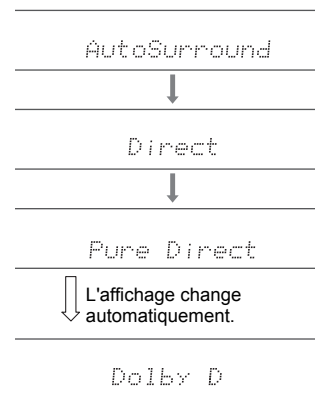 AutoSurround
Direct
Pure Direct
L'affichage change
automatiquement.
Dolby D